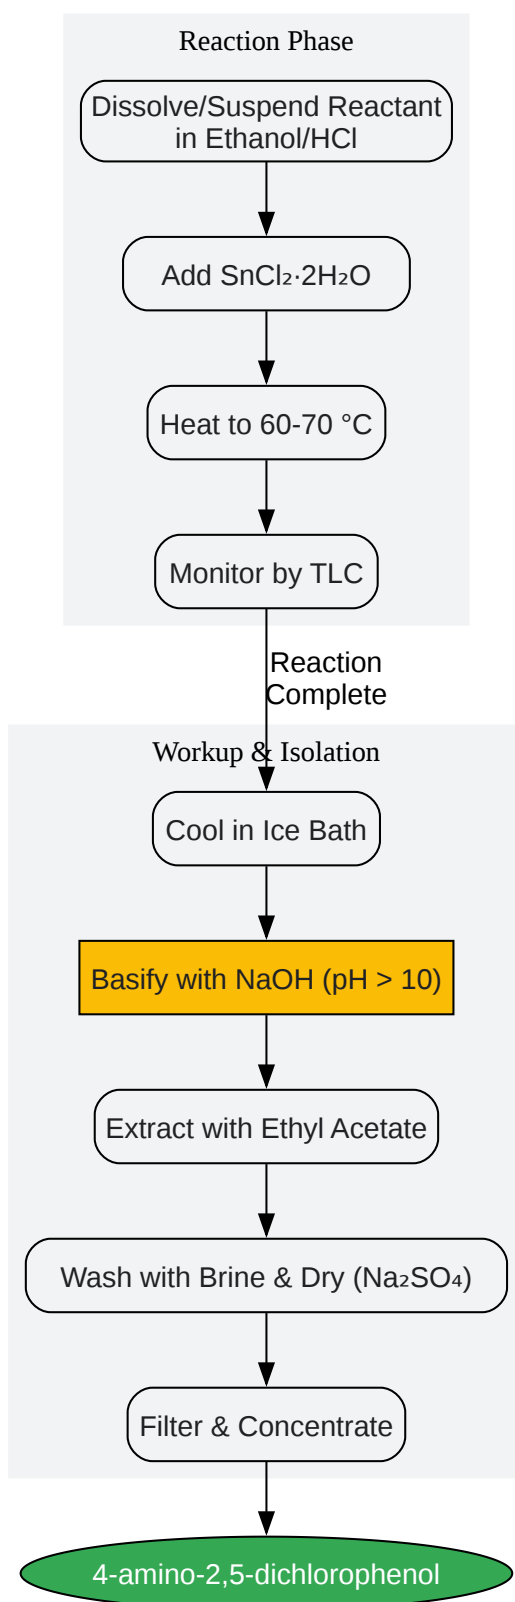 Reaction Phase
Dissolve/Suspend Reactant
in Ethanol/HCl
Add SnCl₂·2H₂O
Heat to 60-70 °C
Monitor by TLC
Reaction
Complete
Workup & Isolation
Cool in Ice Bath
Basify with NaOH (pH > 10)
Extract with Ethyl Acetate
Wash with Brine & Dry (Na₂SO₄)
Filter & Concentrate
4-amino-2,5-dichlorophenol